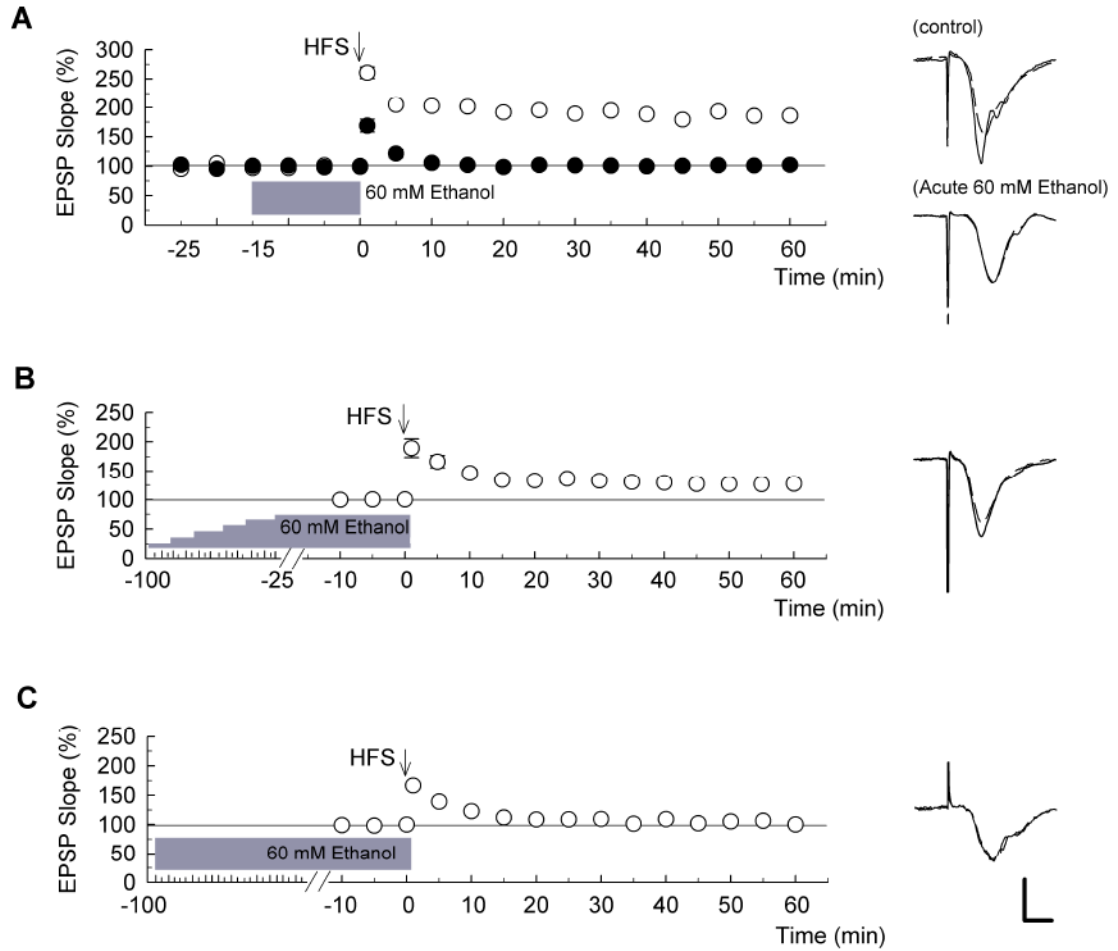 A
EPSP Slope (%)
300
250
200
150
100
50
0
HFS
60 mM Ethanol
-25 -15 -5 0 10 20 30 40 50 60
Time (min)
(control)
(Acute 60 mM Ethanol)
B
EPSP Slope (%)
250
200
150
100
50
0
HFS
60 mM Ethanol
-100 -25 -10 0 10 20 30 40 50 60
Time (min)
C
EPSP Slope (%)
250
200
150
100
50
0
HFS
60 mM Ethanol
-100 -10 0 10 20 30 40 50 60
Time (min)